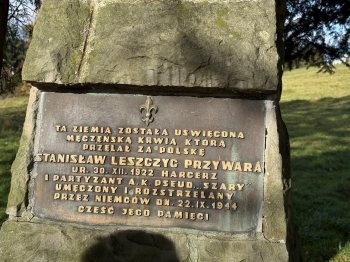 TA ZIEMIA ZOSTAŁA UŚWIĘCONA
MĘCZEŃSKĄ KRWIĄ KTÓRĄ
PRZELAŁ ZA POLSKĘ
STANISŁAW LESZCZYC PRZYWARA
UR. 30. XII. 1922 HARCERZ
I PARTYZANT A.K. PSEUD. „SZARY"
UMĘCZONY I ROZSTRZELANY
PRZEZ NIEMCÓW DN. 22. IX. 1944
CZEŚĆ JEGO PAMIĘCI